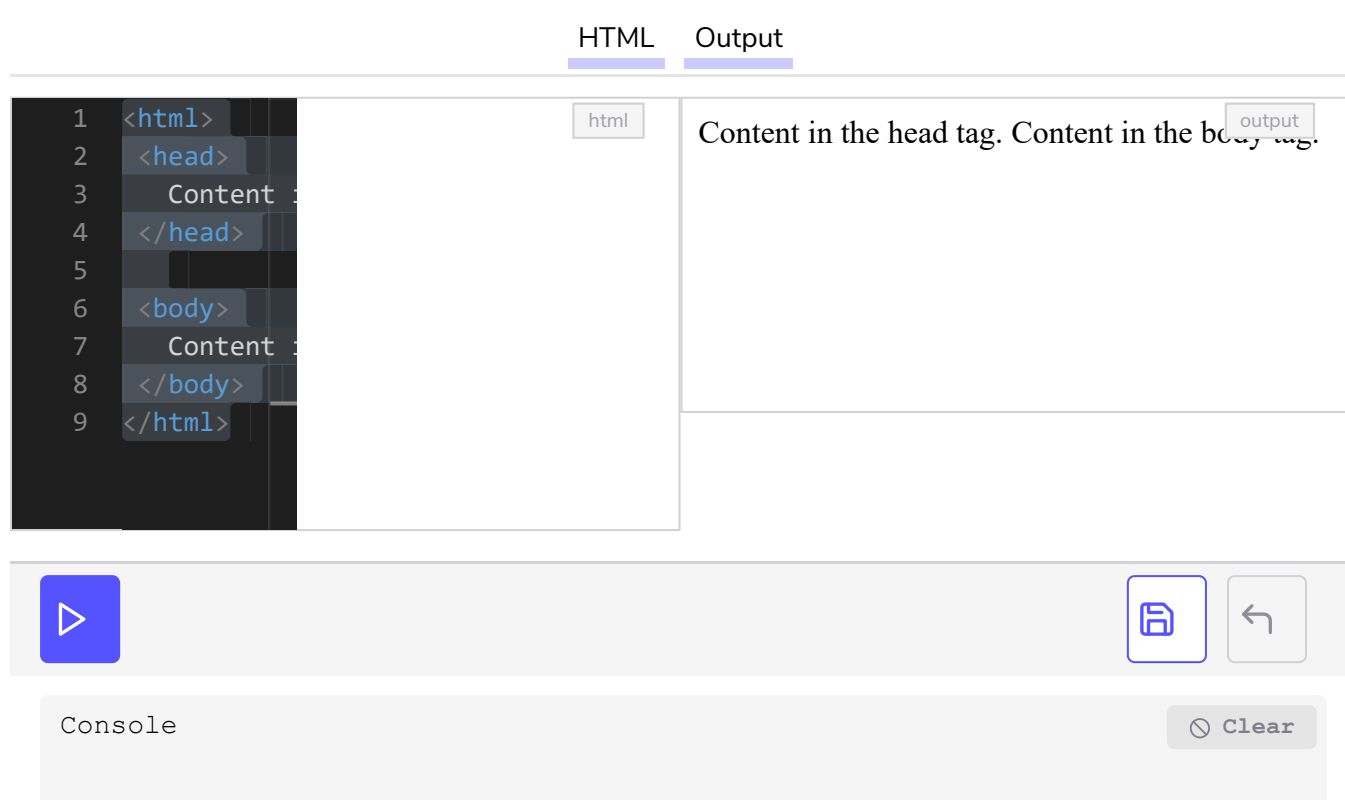 HTML Output
1 <html>
2 <head>
3 Content
4 </head>
5
6 <body>
7 Content
8 </body>
9 </html>
html
Content in the head tag. Content in the body tag.
output
Console
Clear